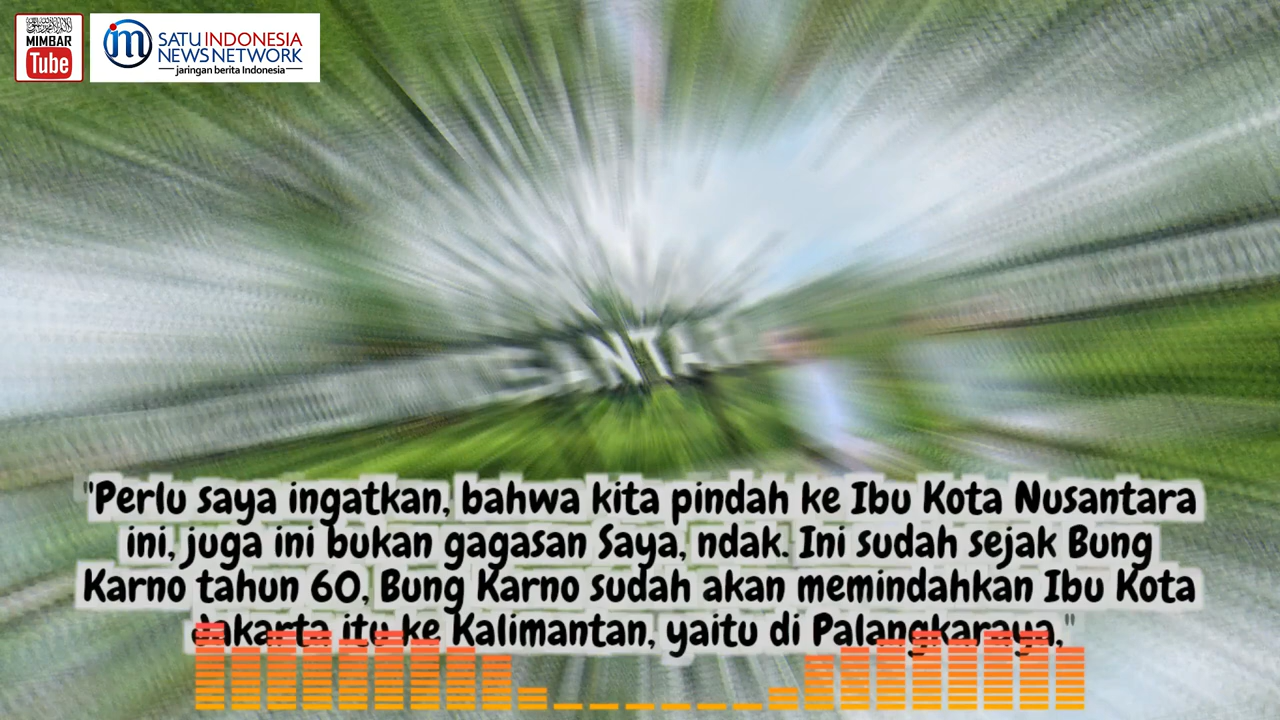 MIMBAR
Tube
SATU INDONESIA
NEWS NETWORK
jaringan berita Indonesia
"Perlu saya ingatkan, bahwa kita pindah ke Ibu Kota Nusantara
ini, juga ini bukan gagasan Saya, ndak. Ini sudah sejak Bung
Karno tahun 60, Bung Karno sudah akan memindahkan Ibu Kota
Jakarta itu ke Kalimantan, yaitu di Palangkaraya,"